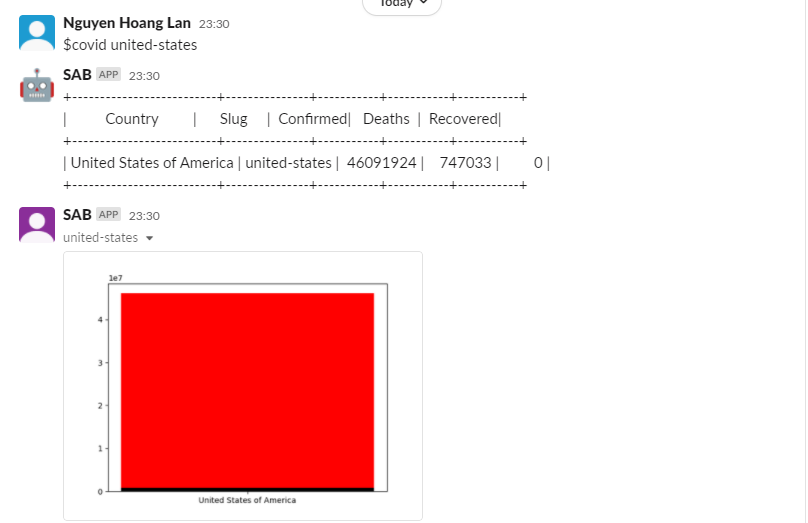 Today
Nguyen Hoang Lan 23:30
$covid united-states
SAB APP 23:30
+------------------------+---------------+-----------+-----------+-----------+
| Country | Slug | Confirmed| Deaths | Recovered|
+------------------------+---------------+-----------+-----------+-----------+
| United States of America | united-states | 46091924 | 747033 | 0 |
+------------------------+---------------+-----------+-----------+-----------+
SAB APP 23:30
united-states
1e7
4
3
2
1
0
United States of America